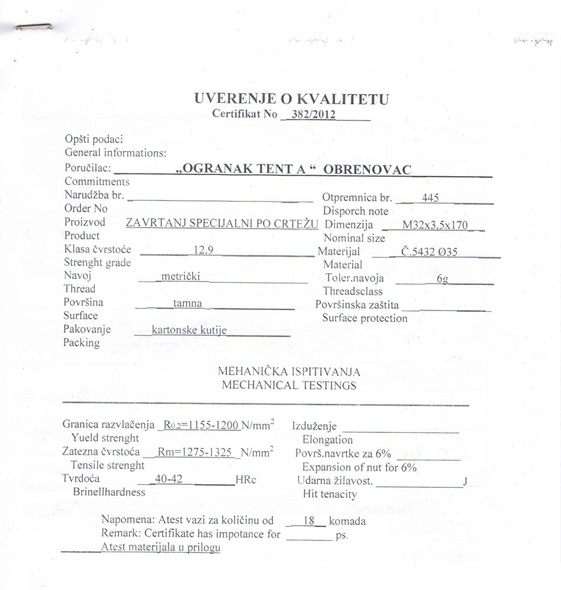 UVERENJE O KVALITETU
Certifikat No 382/2012
Opšti podaci:
General informations:
Poručilac: „OGRANAK TENT A“ OBRENOVAC
Commitments
Narudžba br. Otpremnica br. 445
Order No Disporch note
Proizvod ZAVRTANJ SPECIJALNI PO CRTEŽU Dimenzija M32x3,5x170
Product Nominal size
Klasa čvrstoće 12.9 Materijal Č.5432 Ø35
Strenght grade Material
Navoj metrički Toler.navoja 6g
Thread Threadsclass
Površina tamna Površinska zaštita
Surface Surface protection
Pakovanje kartonske kutije
Packing
MEHANIČKA ISPITIVANJA
MECHANICAL TESTINGS
Granica razvlačenja R0.2=1155-1200 N/mm² Izduženje
Yueld strenght Elongation
Zatezna čvrstoća Rm=1275-1325 N/mm² Površ.navrtke za 6%
Tensile strenght Expansion of nut for 6%
Tvrdoća 40-42 HRc Udarna žilavost. J
Brinellhardness Hit tenacity
Napomena: Atest vazi za količinu od 18 komada
Remark: Certifikate has impotance for ps.
Atest materijala u prilogu